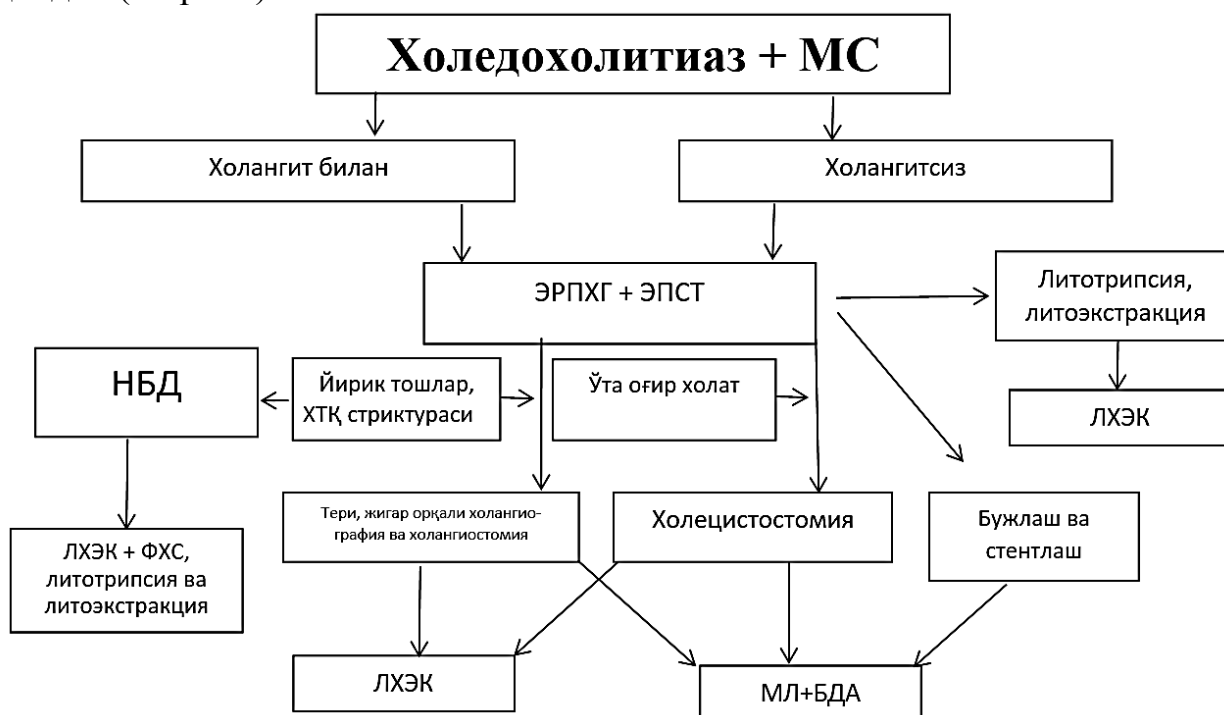 Холедохолитиаз + МС
Холангит билан
Холангитсиз
ЭРПХГ + ЭПСТ
Литотрипсия,
литоэкстракция
НБД
Йирик тошлар,
ХТҚ стриктураси
Ўта оғир холат
ЛХЭК
Тери, жигар орқали холангио-
графия ва холангиостомия
Холецистостомия
Бужлаш ва
стентлаш
ЛХЭК + ФХС,
литотрипсия ва
литоэкстракция
ЛХЭК
МЛ+БДА